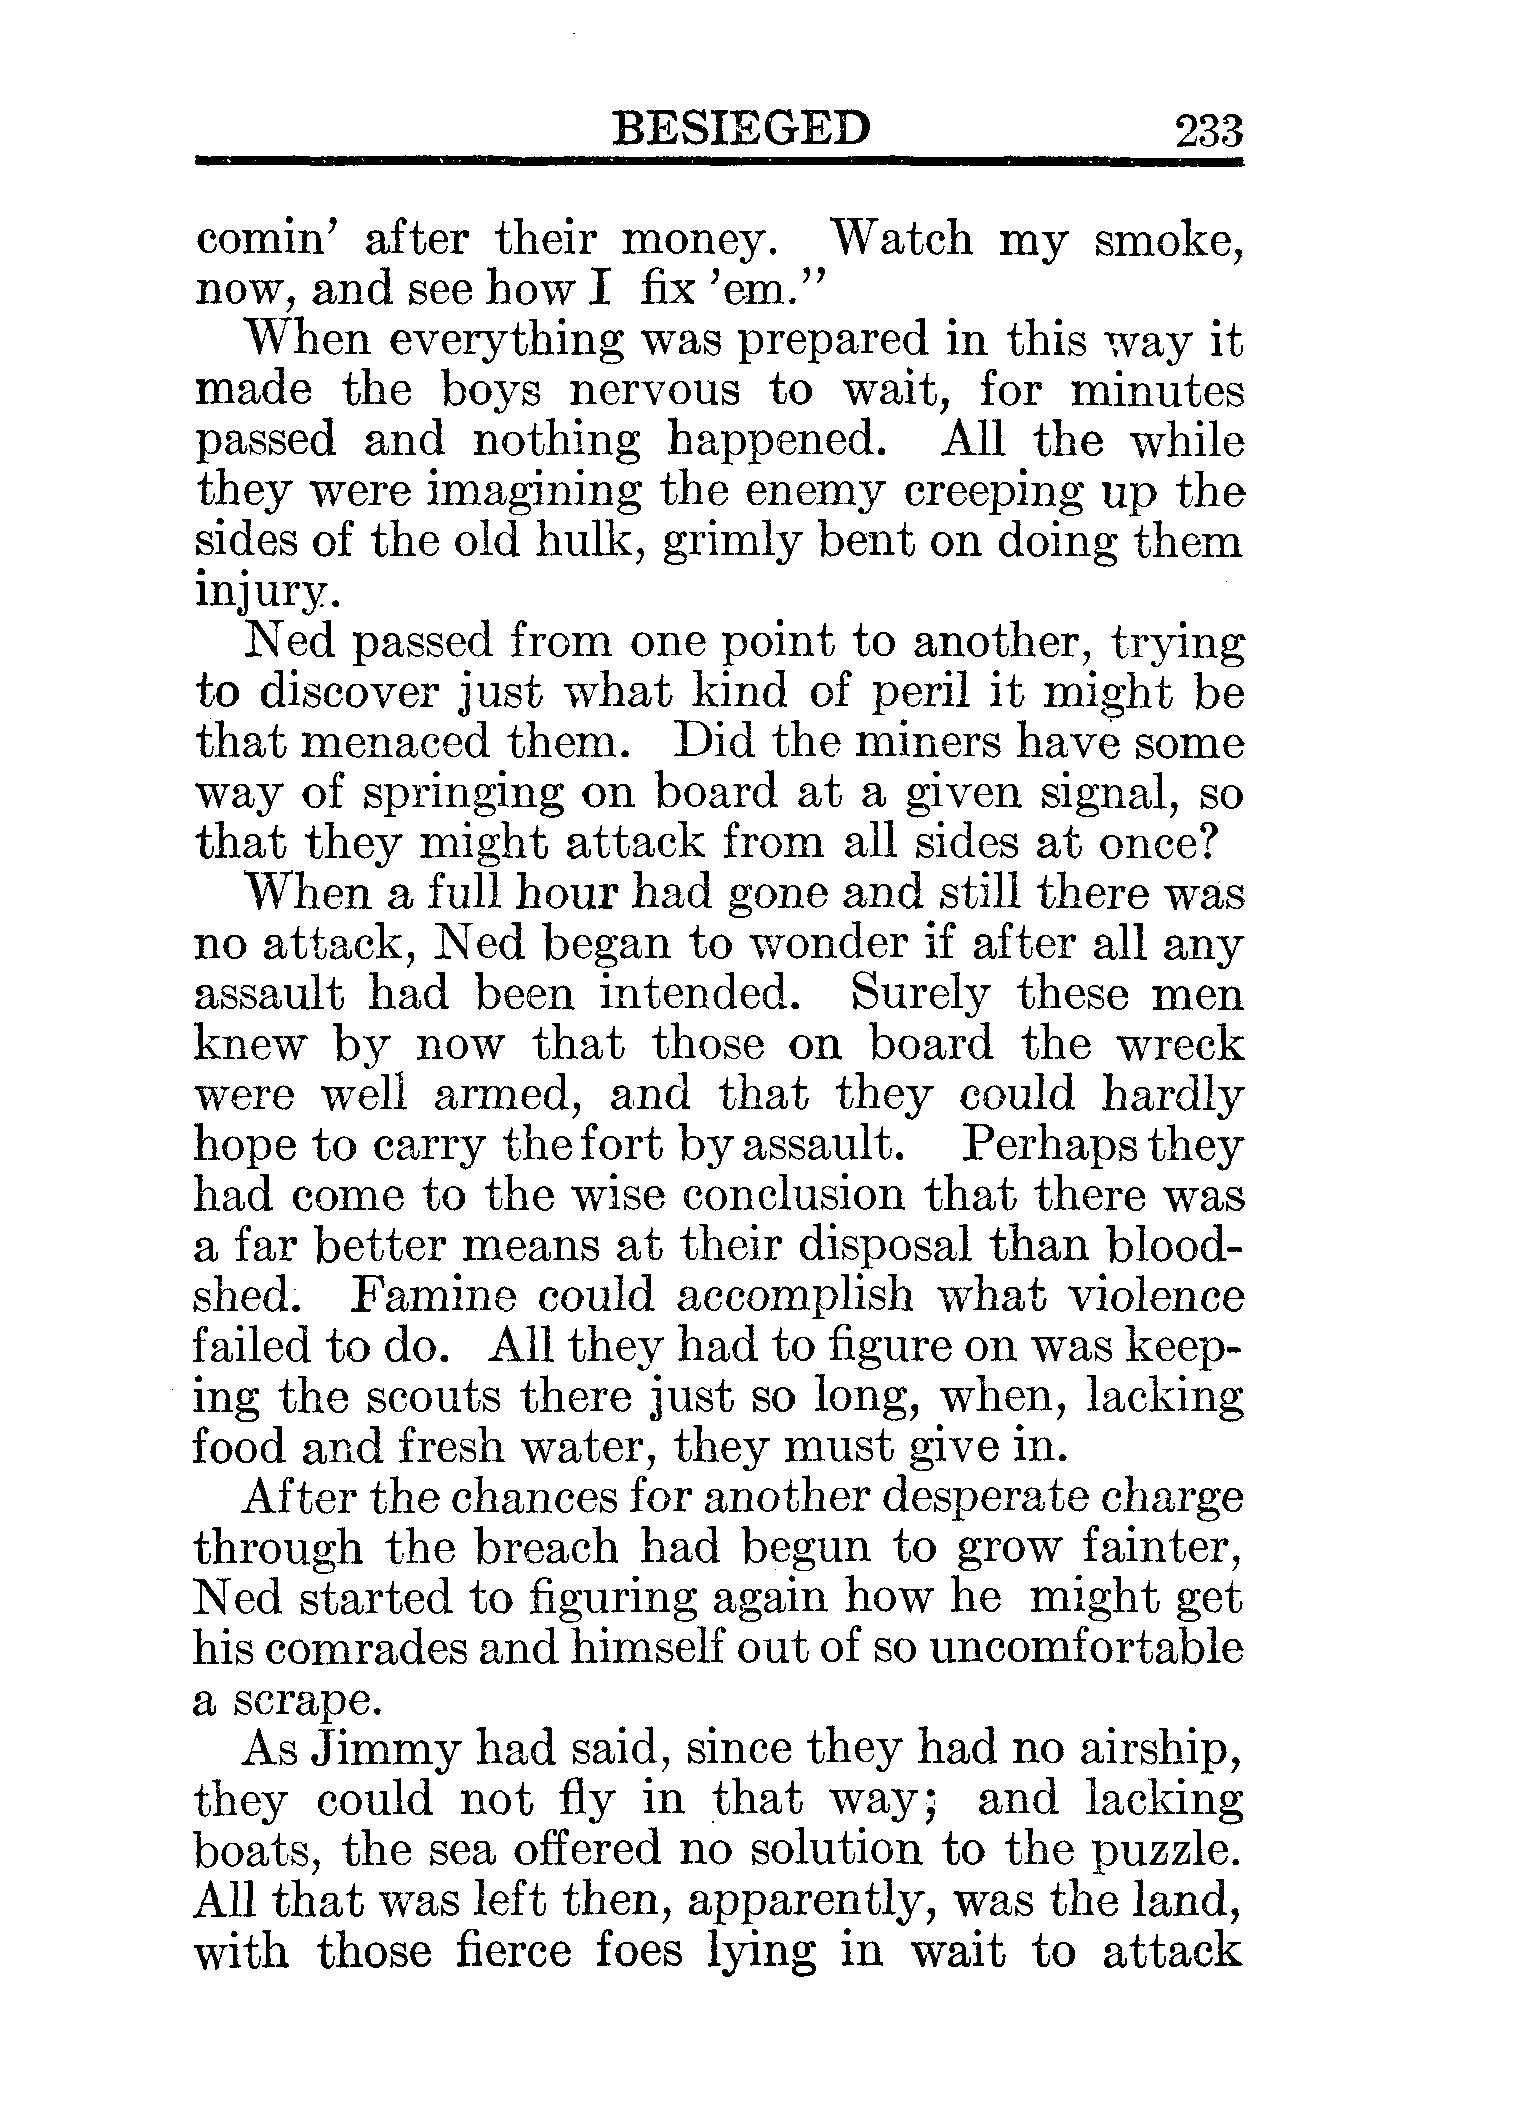 BESIEGED 233
comin' after their money. Watch my smoke,
now, and see how I fix 'em."
When everything was prepared in this way it
made the boys nervous to wait, for minutes
passed and nothing happened. All the while
they were imagining the enemy creeping up the
sides of the old hulk, grimly bent on doing them
injury.
Ned passed from one point to another, trying
to discover just what kind of peril it might be
that menaced them. Did the miners have some
way of springing on board at a given signal, so
that they might attack from all sides at once?
When a full hour had gone and still there was
no attack, Ned began to wonder if after all any
assault had been intended. Surely these men
knew by now that those on board the wreck
were well armed, and that they could hardly
hope to carry the fort by assault. Perhaps they
had come to the wise conclusion that there was
a far better means at their disposal than blood-
shed. Famine could accomplish what violence
failed to do. All they had to figure on was keep-
ing the scouts there just so long, when, lacking
food and fresh water, they must give in.
After the chances for another desperate charge
through the breach had begun to grow fainter,
Ned started to figuring again how he might get
his comrades and himself out of so uncomfortable
a scrape.
As Jimmy had said, since they had no airship,
they could not fly in that way; and lacking
boats, the sea offered no solution to the puzzle.
All that was left then, apparently, was the land,
with those fierce foes lying in wait to attack